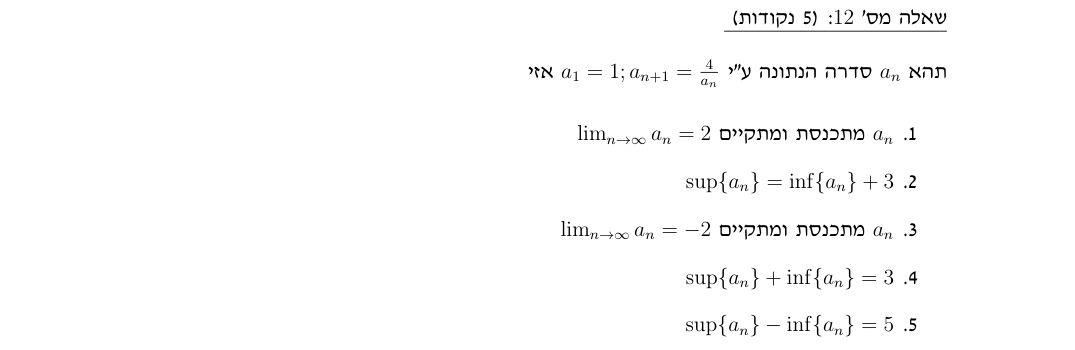 שאלה מס' 12: (5 נקודות)
תהא $a_n$ סדרה הנתונה ע"י $a_1 = 1; a_{n+1} = \frac{4}{a_n}$ אזי
1. $a_n$ מתכנסת ומתקיים $\lim_{n\to\infty} a_n = 2$
2. $\sup\{a_n\} = \inf\{a_n\} + 3$
3. $a_n$ מתכנסת ומתקיים $\lim_{n\to\infty} a_n = -2$
4. $\sup\{a_n\} + \inf\{a_n\} = 3$
5. $\sup\{a_n\} - \inf\{a_n\} = 5$